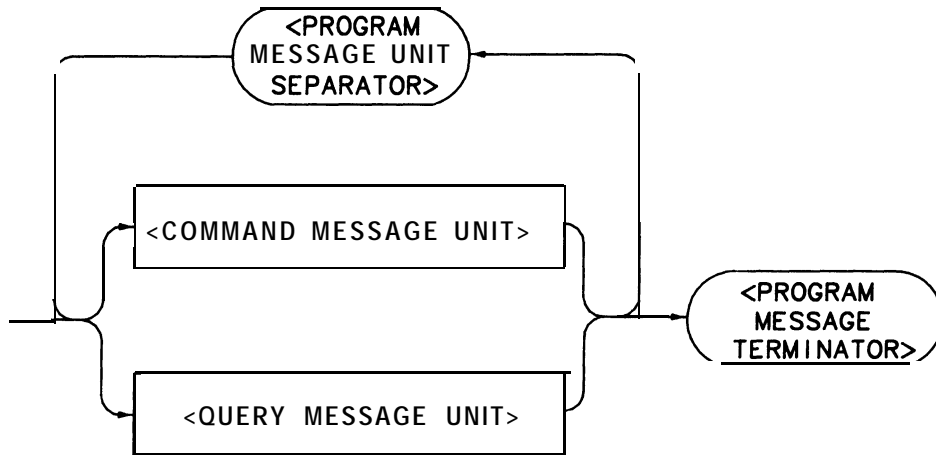 <PROGRAM
MESSAGE UNIT
SEPARATOR>
<COMMAND MESSAGE UNIT>
<PROGRAM
MESSAGE
TERMINATOR>
<QUERY MESSAGE UNIT>